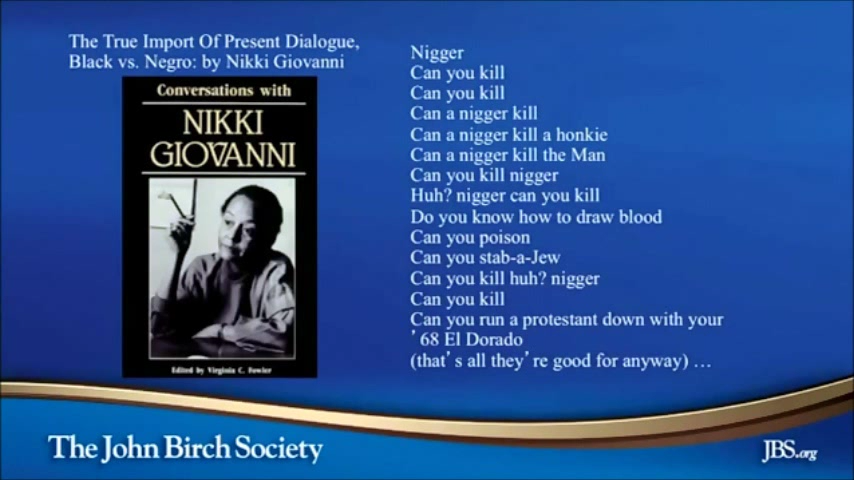 The True Import Of Present Dialogue,
Black vs. Negro: by Nikki Giovanni
Conversations with
NIKKI
GIOVANNI
Edited by Virginia C. Fowler
Nigger
Can you kill
Can you kill
Can a nigger kill
Can a nigger kill a honkie
Can a nigger kill the Man
Can you kill nigger
Huh? nigger can you kill
Do you know how to draw blood
Can you poison
Can you stab-a-Jew
Can you kill huh? nigger
Can you kill
Can you run a protestant down with your
’68 El Dorado
(that’s all they’re good for anyway) …
The John Birch Society
JBS.org